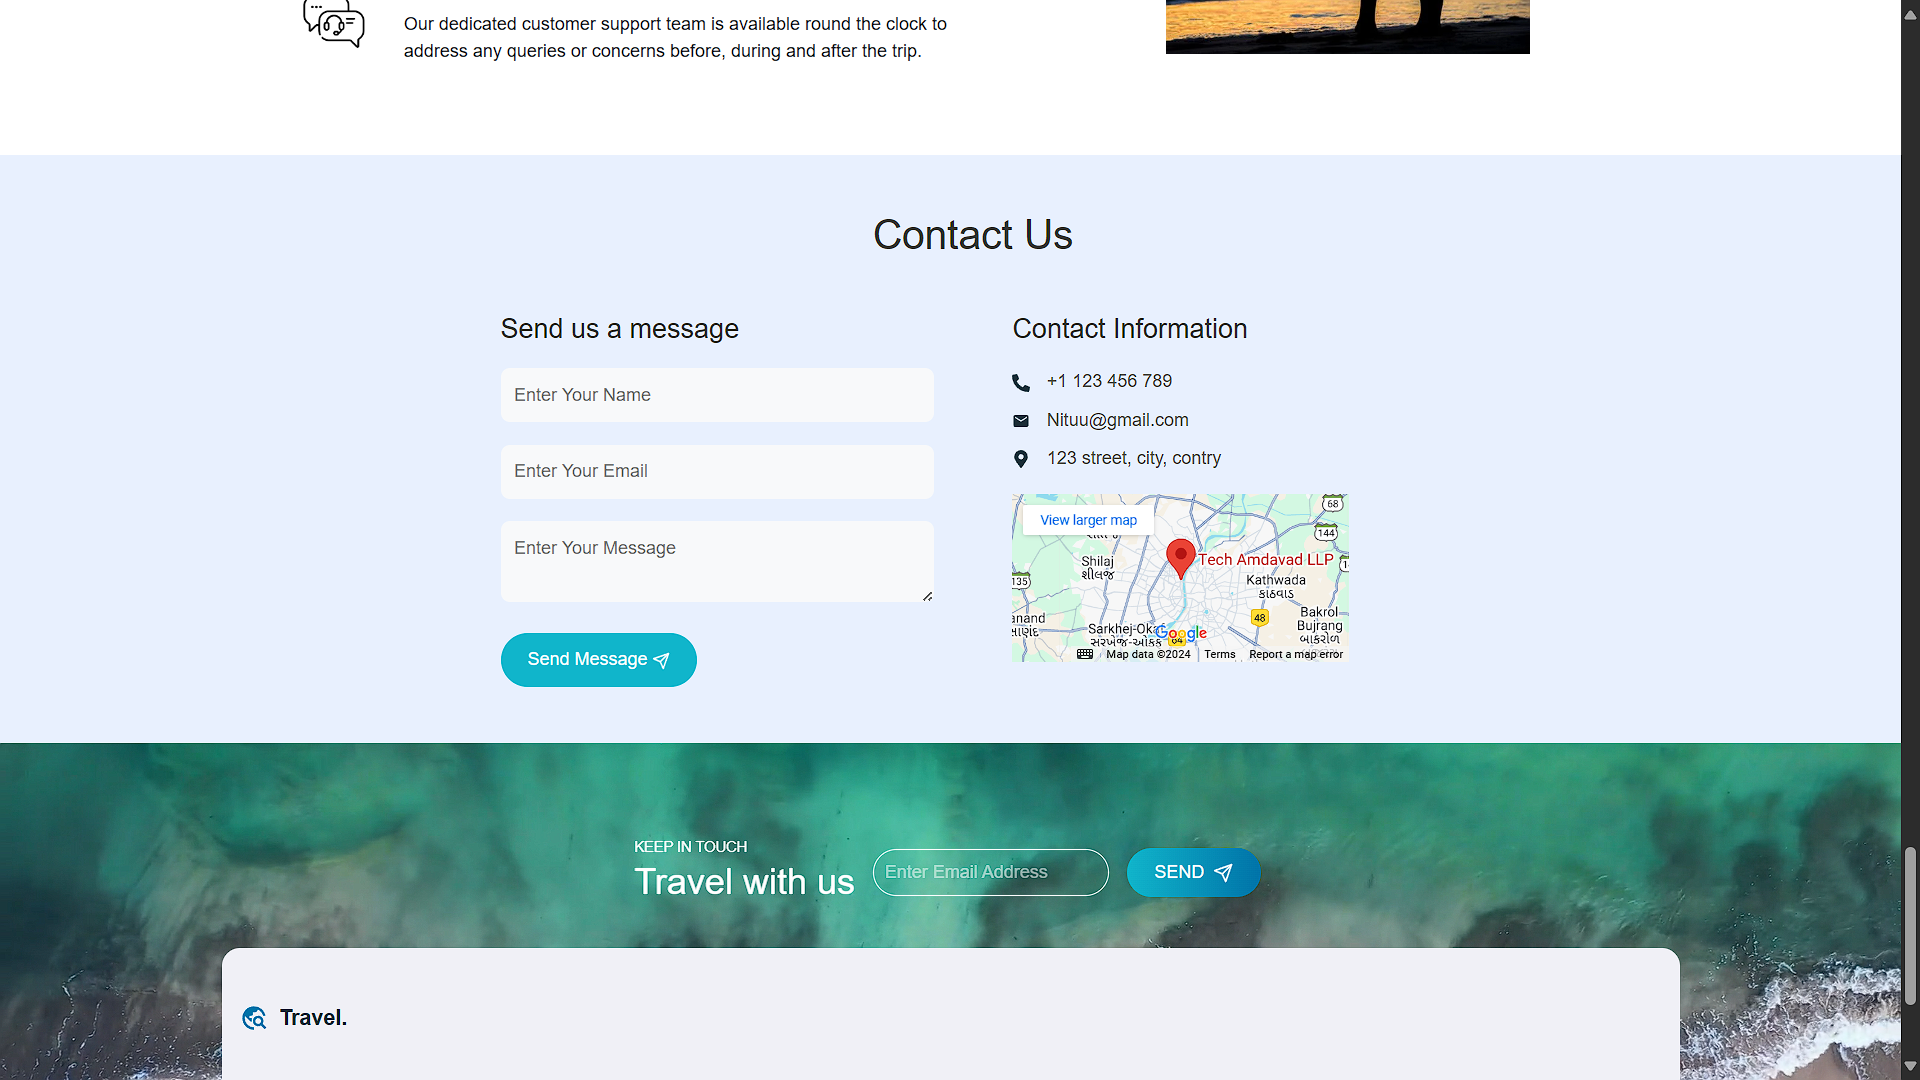 Our dedicated customer support team is available round the clock to
address any queries or concerns before, during and after the trip.
Contact Us
Send us a message
Enter Your Name
Enter Your Email
Enter Your Message
Send Message
Contact Information
+1 123 456 789
Nituu@gmail.com
123 street, city, contry
View larger map
68
144
Shilaj
શીલજ
Tech Amdavad LLP
135
Kathwada
કાઠવાડ
48
Bakrol
Bujrang
બાકરોલ
anand
Sarkhej-Oka
Google
64
Map data ©2024
Terms
Report a map error
KEEP IN TOUCH
Travel with us
Enter Email Address
SEND
Travel.